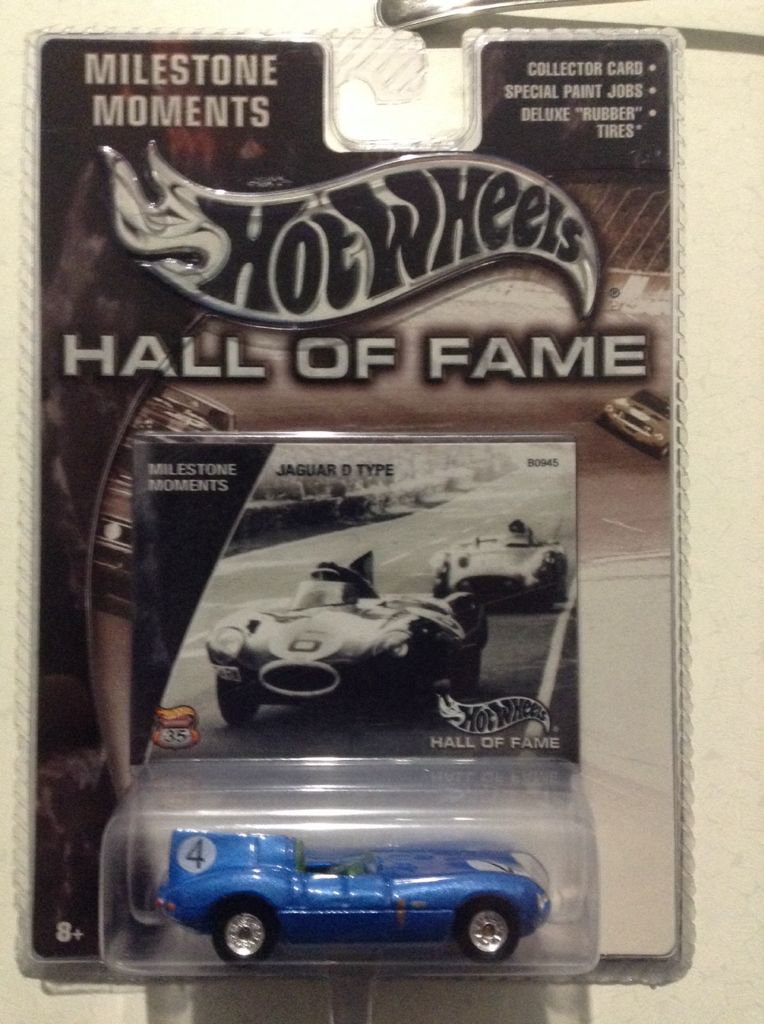 MILESTONE
MOMENTS
COLLECTOR CARD •
SPECIAL PAINT JOBS •
DELUXE "RUBBER" •
TIRES*
HOT WHEELS ®
HALL OF FAME
MILESTONE
MOMENTS
JAGUAR D TYPE
B0945
6
35
HOT WHEELS
HALL OF FAME
4
8+